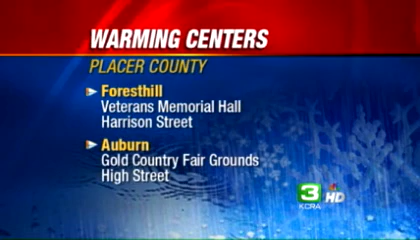 WARMING CENTERS
PLACER COUNTY
Foresthill
Veterans Memorial Hall
Harrison Street
Auburn
Gold Country Fair Grounds
High Street
3
KCRA
HD